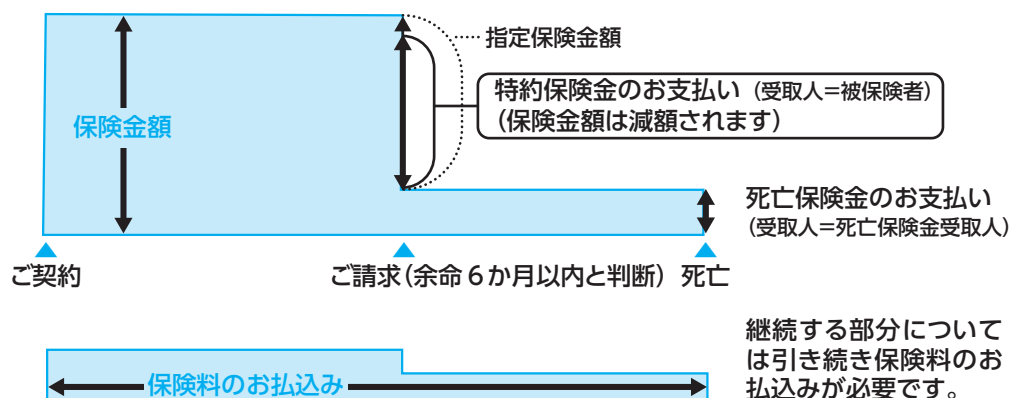 指定保険金額
特約保険金のお支払い（受取人＝被保険者）
（保険金額は減額されます）
保険金額
死亡保険金のお支払い
（受取人＝死亡保険金受取人）
ご契約
ご請求（余命６か月以内と判断）
死亡
継続する部分について
は引き続き保険料のお
払込みが必要です。
保険料のお払込み